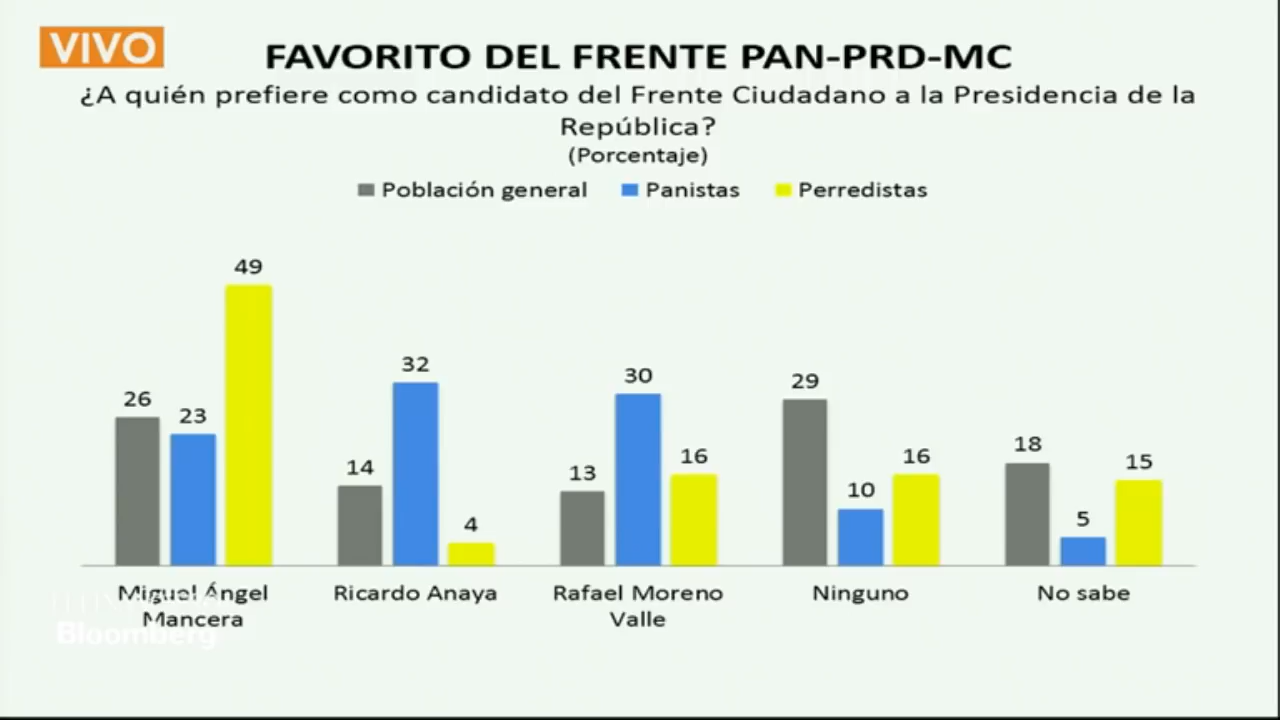 VIVO
FAVORITO DEL FRENTE PAN-PRD-MC
¿A quién prefiere como candidato del Frente Ciudadano a la Presidencia de la
República?
(Porcentaje)
Población general Panistas Perredistas
49
32
30
29
26
23
18
16
16
15
14
13
10
5
4
Miguel Ángel
Mancera
Ricardo Anaya
Rafael Moreno
Valle
Ninguno
No sabe
Bloomberg